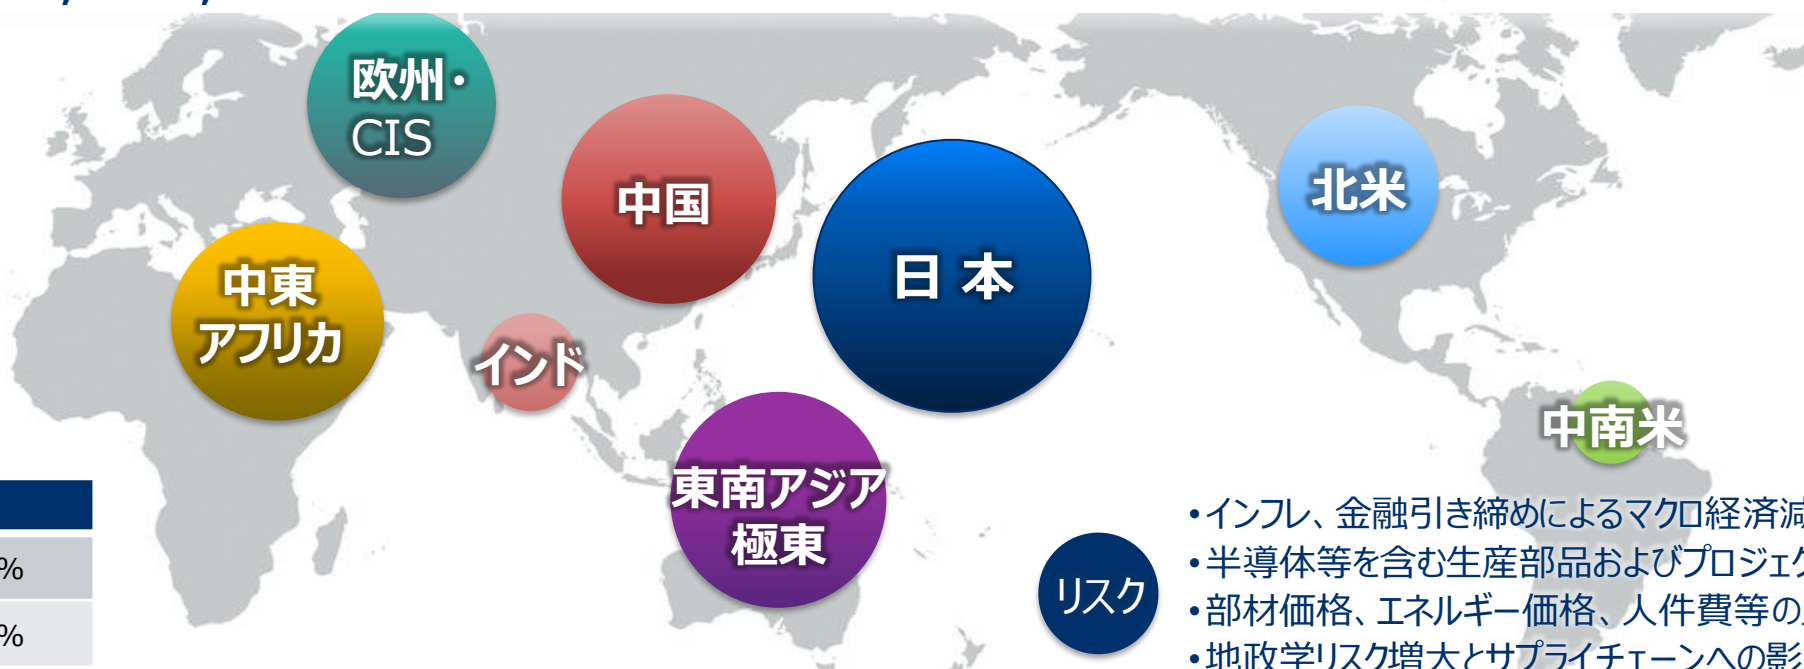 欧州・
CIS
中国
日 本
北米
中東
アフリカ
インド
東南アジア
極東
中南米
%
%
リスク
•インフレ、金融引き締めによるマクロ経済減
•半導体等を含む生産部品およびプロジェク
•部材価格、エネルギー価格、人件費等の
•地政学リスク増大とサプライチェーンへの影